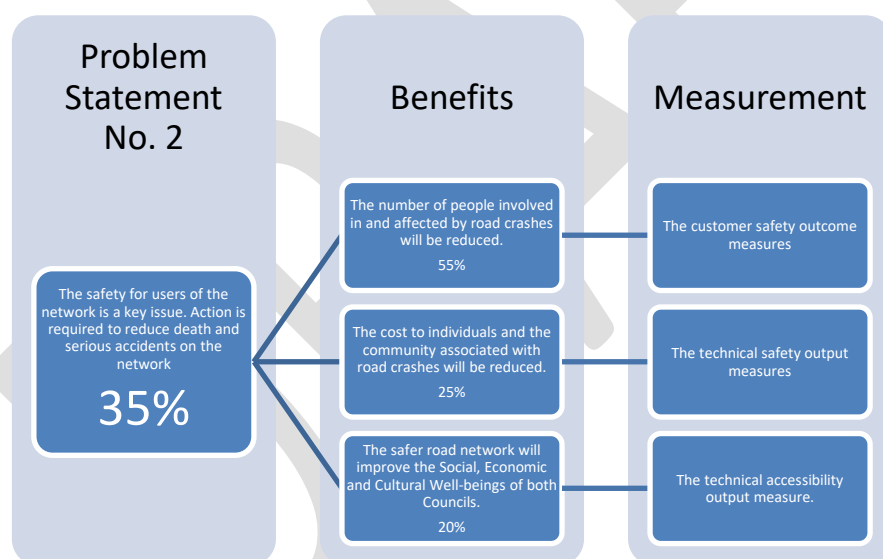 Problem
Statement
No. 2
The safety for users of the
network is a key issue. Action is
required to reduce death and
serious accidents on the
network
35%
Benefits
The number of people involved
in and affected by road crashes
will be reduced.
55%
The cost to individuals and the
community associated with
road crashes will be reduced.
25%
The safer road network will
improve the Social, Economic
and Cultural Well-beings of both
Councils.
20%
Measurement
The customer safety outcome
measures
The technical safety output
measures
The technical accessibility
output measure.